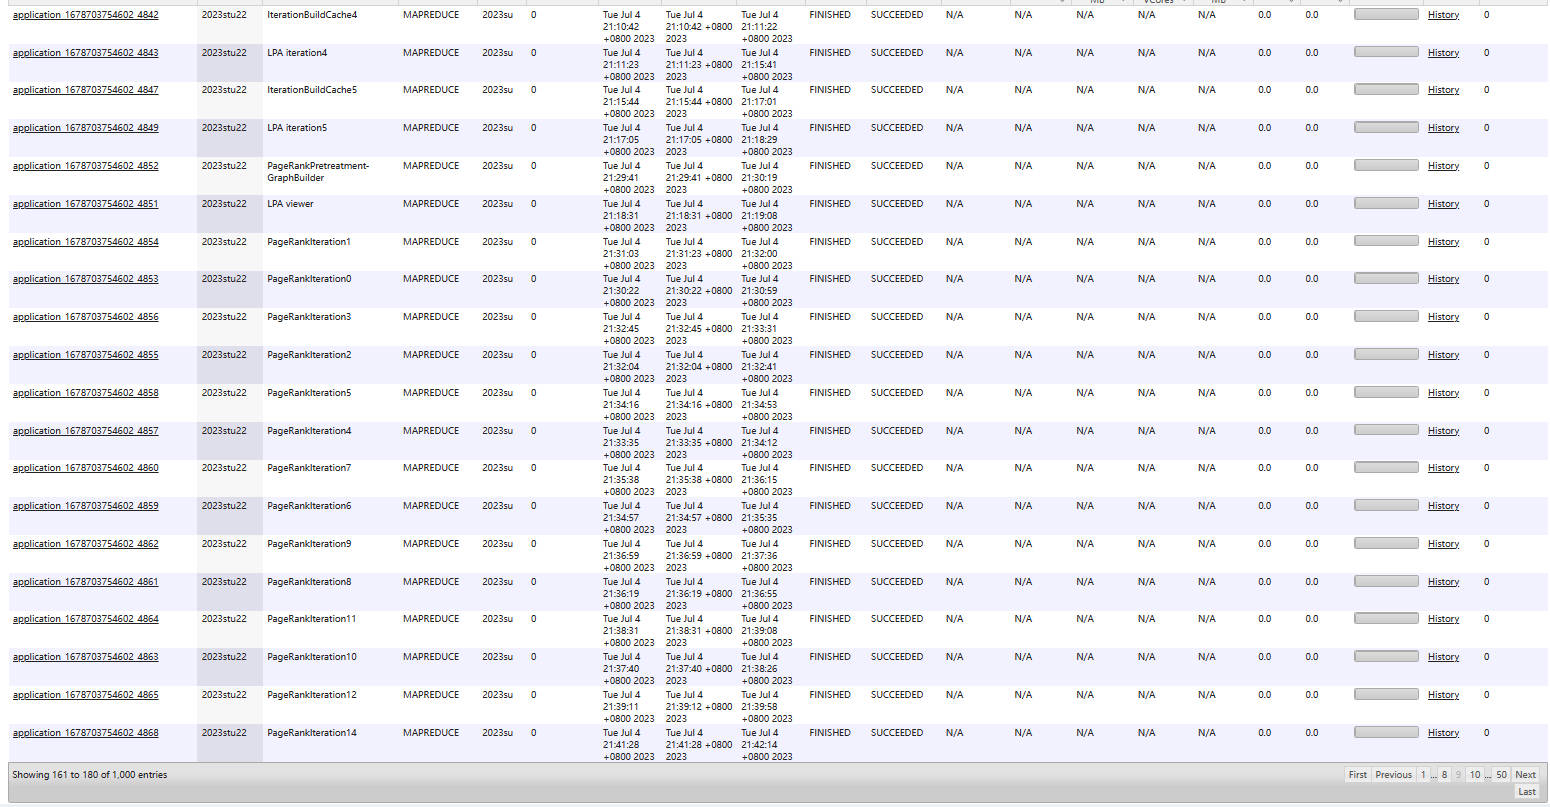 MB VCores MB
application_1678703754602_4842 2023stu22 IterationBuildCache4 MAPREDUCE 2023su 0 Tue Jul 4 21:10:42 +0800 2023 Tue Jul 4 21:10:42 +0800 2023 Tue Jul 4 21:11:22 +0800 2023 FINISHED SUCCEEDED N/A N/A N/A N/A N/A 0.0 0.0 History 0
application_1678703754602_4843 2023stu22 LPA iteration4 MAPREDUCE 2023su 0 Tue Jul 4 21:11:23 +0800 2023 Tue Jul 4 21:11:23 +0800 2023 Tue Jul 4 21:15:41 +0800 2023 FINISHED SUCCEEDED N/A N/A N/A N/A N/A 0.0 0.0 History 0
application_1678703754602_4847 2023stu22 IterationBuildCache5 MAPREDUCE 2023su 0 Tue Jul 4 21:15:44 +0800 2023 Tue Jul 4 21:15:44 +0800 2023 Tue Jul 4 21:17:01 +0800 2023 FINISHED SUCCEEDED N/A N/A N/A N/A N/A 0.0 0.0 History 0
application_1678703754602_4849 2023stu22 LPA iteration5 MAPREDUCE 2023su 0 Tue Jul 4 21:17:05 +0800 2023 Tue Jul 4 21:17:05 +0800 2023 Tue Jul 4 21:18:29 +0800 2023 FINISHED SUCCEEDED N/A N/A N/A N/A N/A 0.0 0.0 History 0
application_1678703754602_4852 2023stu22 PageRankPretreatment-GraphBuilder MAPREDUCE 2023su 0 Tue Jul 4 21:29:41 +0800 2023 Tue Jul 4 21:29:41 +0800 2023 Tue Jul 4 21:30:19 +0800 2023 FINISHED SUCCEEDED N/A N/A N/A N/A N/A 0.0 0.0 History 0
application_1678703754602_4851 2023stu22 LPA viewer MAPREDUCE 2023su 0 Tue Jul 4 21:18:31 +0800 2023 Tue Jul 4 21:18:31 +0800 2023 Tue Jul 4 21:19:08 +0800 2023 FINISHED SUCCEEDED N/A N/A N/A N/A N/A 0.0 0.0 History 0
application_1678703754602_4854 2023stu22 PageRankIteration1 MAPREDUCE 2023su 0 Tue Jul 4 21:31:03 +0800 2023 Tue Jul 4 21:31:23 +0800 2023 Tue Jul 4 21:32:00 +0800 2023 FINISHED SUCCEEDED N/A N/A N/A N/A N/A 0.0 0.0 History 0
application_1678703754602_4853 2023stu22 PageRankIteration0 MAPREDUCE 2023su 0 Tue Jul 4 21:30:22 +0800 2023 Tue Jul 4 21:30:22 +0800 2023 Tue Jul 4 21:30:59 +0800 2023 FINISHED SUCCEEDED N/A N/A N/A N/A N/A 0.0 0.0 History 0
application_1678703754602_4856 2023stu22 PageRankIteration3 MAPREDUCE 2023su 0 Tue Jul 4 21:32:45 +0800 2023 Tue Jul 4 21:32:45 +0800 2023 Tue Jul 4 21:33:31 +0800 2023 FINISHED SUCCEEDED N/A N/A N/A N/A N/A 0.0 0.0 History 0
application_1678703754602_4855 2023stu22 PageRankIteration2 MAPREDUCE 2023su 0 Tue Jul 4 21:32:04 +0800 2023 Tue Jul 4 21:32:04 +0800 2023 Tue Jul 4 21:32:41 +0800 2023 FINISHED SUCCEEDED N/A N/A N/A N/A N/A 0.0 0.0 History 0
application_1678703754602_4858 2023stu22 PageRankIteration5 MAPREDUCE 2023su 0 Tue Jul 4 21:34:16 +0800 2023 Tue Jul 4 21:34:16 +0800 2023 Tue Jul 4 21:34:53 +0800 2023 FINISHED SUCCEEDED N/A N/A N/A N/A N/A 0.0 0.0 History 0
application_1678703754602_4857 2023stu22 PageRankIteration4 MAPREDUCE 2023su 0 Tue Jul 4 21:33:35 +0800 2023 Tue Jul 4 21:33:35 +0800 2023 Tue Jul 4 21:34:12 +0800 2023 FINISHED SUCCEEDED N/A N/A N/A N/A N/A 0.0 0.0 History 0
application_1678703754602_4860 2023stu22 PageRankIteration7 MAPREDUCE 2023su 0 Tue Jul 4 21:35:38 +0800 2023 Tue Jul 4 21:35:38 +0800 2023 Tue Jul 4 21:36:15 +0800 2023 FINISHED SUCCEEDED N/A N/A N/A N/A N/A 0.0 0.0 History 0
application_1678703754602_4859 2023stu22 PageRankIteration6 MAPREDUCE 2023su 0 Tue Jul 4 21:34:57 +0800 2023 Tue Jul 4 21:34:57 +0800 2023 Tue Jul 4 21:35:35 +0800 2023 FINISHED SUCCEEDED N/A N/A N/A N/A N/A 0.0 0.0 History 0
application_1678703754602_4862 2023stu22 PageRankIteration9 MAPREDUCE 2023su 0 Tue Jul 4 21:36:59 +0800 2023 Tue Jul 4 21:36:59 +0800 2023 Tue Jul 4 21:37:36 +0800 2023 FINISHED SUCCEEDED N/A N/A N/A N/A N/A 0.0 0.0 History 0
application_1678703754602_4861 2023stu22 PageRankIteration8 MAPREDUCE 2023su 0 Tue Jul 4 21:36:19 +0800 2023 Tue Jul 4 21:36:19 +0800 2023 Tue Jul 4 21:36:55 +0800 2023 FINISHED SUCCEEDED N/A N/A N/A N/A N/A 0.0 0.0 History 0
application_1678703754602_4864 2023stu22 PageRankIteration11 MAPREDUCE 2023su 0 Tue Jul 4 21:38:31 +0800 2023 Tue Jul 4 21:38:31 +0800 2023 Tue Jul 4 21:39:08 +0800 2023 FINISHED SUCCEEDED N/A N/A N/A N/A N/A 0.0 0.0 History 0
application_1678703754602_4863 2023stu22 PageRankIteration10 MAPREDUCE 2023su 0 Tue Jul 4 21:37:40 +0800 2023 Tue Jul 4 21:37:40 +0800 2023 Tue Jul 4 21:38:26 +0800 2023 FINISHED SUCCEEDED N/A N/A N/A N/A N/A 0.0 0.0 History 0
application_1678703754602_4865 2023stu22 PageRankIteration12 MAPREDUCE 2023su 0 Tue Jul 4 21:39:11 +0800 2023 Tue Jul 4 21:39:12 +0800 2023 Tue Jul 4 21:39:58 +0800 2023 FINISHED SUCCEEDED N/A N/A N/A N/A N/A 0.0 0.0 History 0
application_1678703754602_4868 2023stu22 PageRankIteration14 MAPREDUCE 2023su 0 Tue Jul 4 21:41:28 +0800 2023 Tue Jul 4 21:41:28 +0800 2023 Tue Jul 4 21:42:14 +0800 2023 FINISHED SUCCEEDED N/A N/A N/A N/A N/A 0.0 0.0 History 0
Showing 161 to 180 of 1,000 entries First Previous 1 ... 8 9 10 ... 50 Next
Last